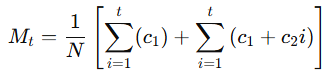 M_t = \frac{1}{N} \left[ \sum_{i=1}^{t} (c_1) + \sum_{i=1}^{t} (c_1 + c_2 i) \right]